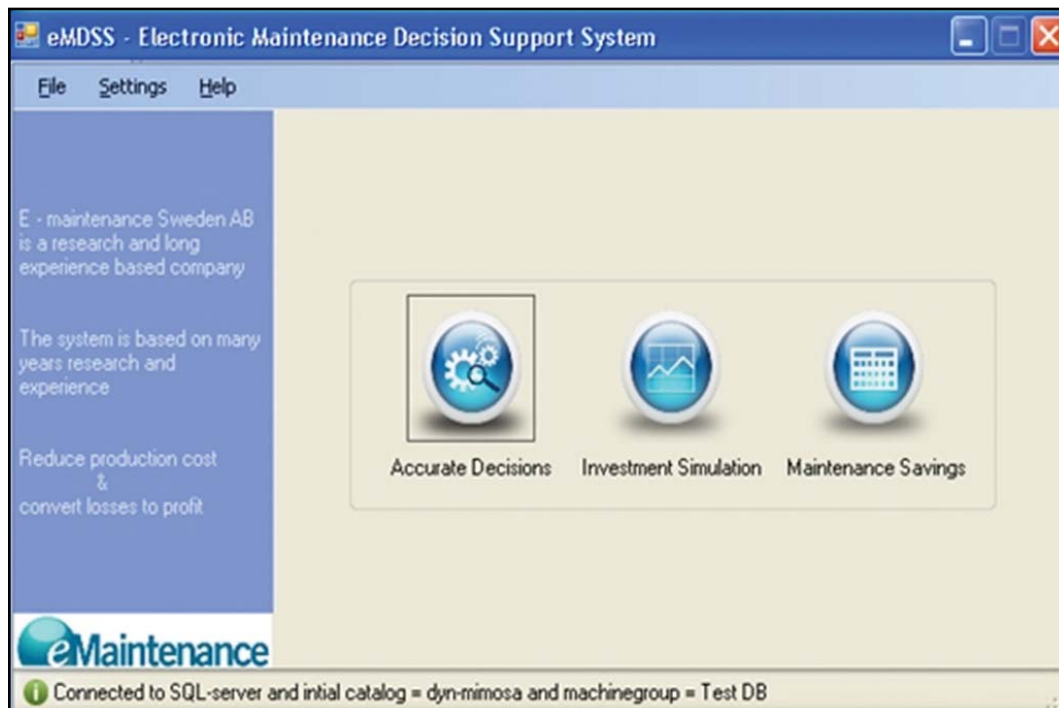 eMDSS - Electronic Maintenance Decision Support System
File Settings Help
E - maintenance Sweden AB
is a research and long
experience based company
The system is based on many
years research and
experience
Reduce production cost
&
convert losses to profit
Accurate Decisions Investment Simulation Maintenance Savings
eMaintenance
Connected to SQL-server and intial catalog = dyn-mimosa and machinegroup = Test DB